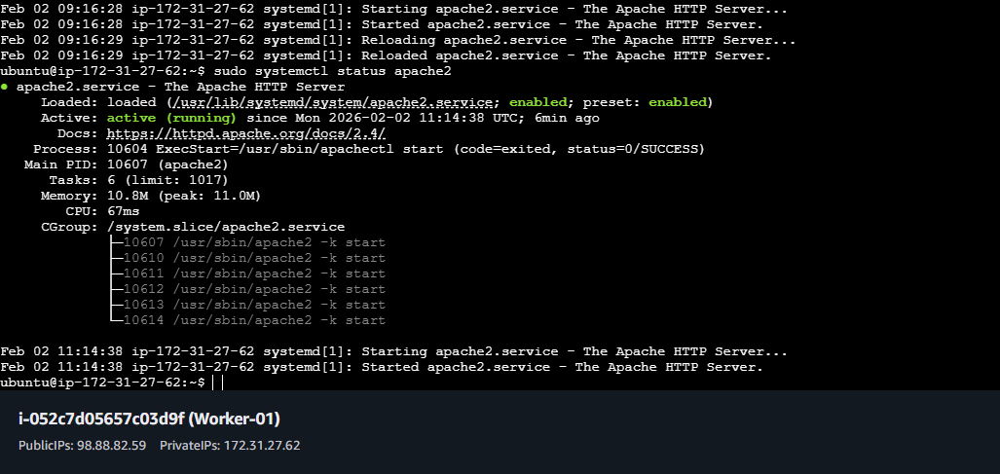 Feb 02 09:16:28 ip-172-31-27-62 systemd[1]: Starting apache2.service - The Apache HTTP Server...
Feb 02 09:16:28 ip-172-31-27-62 systemd[1]: Started apache2.service - The Apache HTTP Server.
Feb 02 09:16:29 ip-172-31-27-62 systemd[1]: Reloading apache2.service - The Apache HTTP Server...
Feb 02 09:16:29 ip-172-31-27-62 systemd[1]: Reloaded apache2.service - The Apache HTTP Server.
ubuntu@ip-172-31-27-62:~$ sudo systemctl status apache2
● apache2.service - The Apache HTTP Server
Loaded: loaded (/usr/lib/systemd/system/apache2.service; enabled; preset: enabled)
Active: active (running) since Mon 2026-02-02 11:14:38 UTC; 6min ago
Docs: https://httpd.apache.org/docs/2.4/
Process: 10604 ExecStart=/usr/sbin/apachectl start (code=exited, status=0/SUCCESS)
Main PID: 10607 (apache2)
Tasks: 6 (limit: 1017)
Memory: 10.8M (peak: 11.0M)
CPU: 67ms
CGroup: /system.slice/apache2.service
├─10607 /usr/sbin/apache2 -k start
├─10610 /usr/sbin/apache2 -k start
├─10611 /usr/sbin/apache2 -k start
├─10612 /usr/sbin/apache2 -k start
├─10613 /usr/sbin/apache2 -k start
└─10614 /usr/sbin/apache2 -k start
Feb 02 11:14:38 ip-172-31-27-62 systemd[1]: Starting apache2.service - The Apache HTTP Server...
Feb 02 11:14:38 ip-172-31-27-62 systemd[1]: Started apache2.service - The Apache HTTP Server.
ubuntu@ip-172-31-27-62:~$
i-052c7d05657c03d9f (Worker-01)
PublicIPs: 98.88.82.59 PrivateIPs: 172.31.27.62